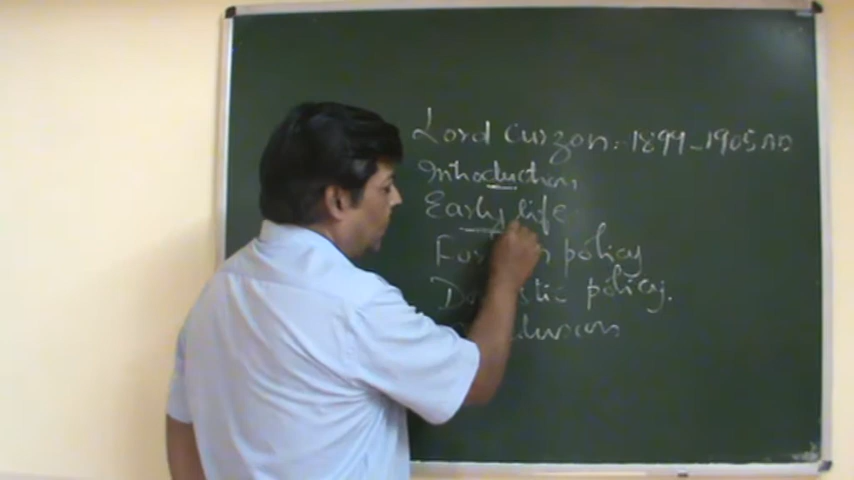 Lord Curzon:-1899-1905 AD
Introduction
Early life
policy
policy.